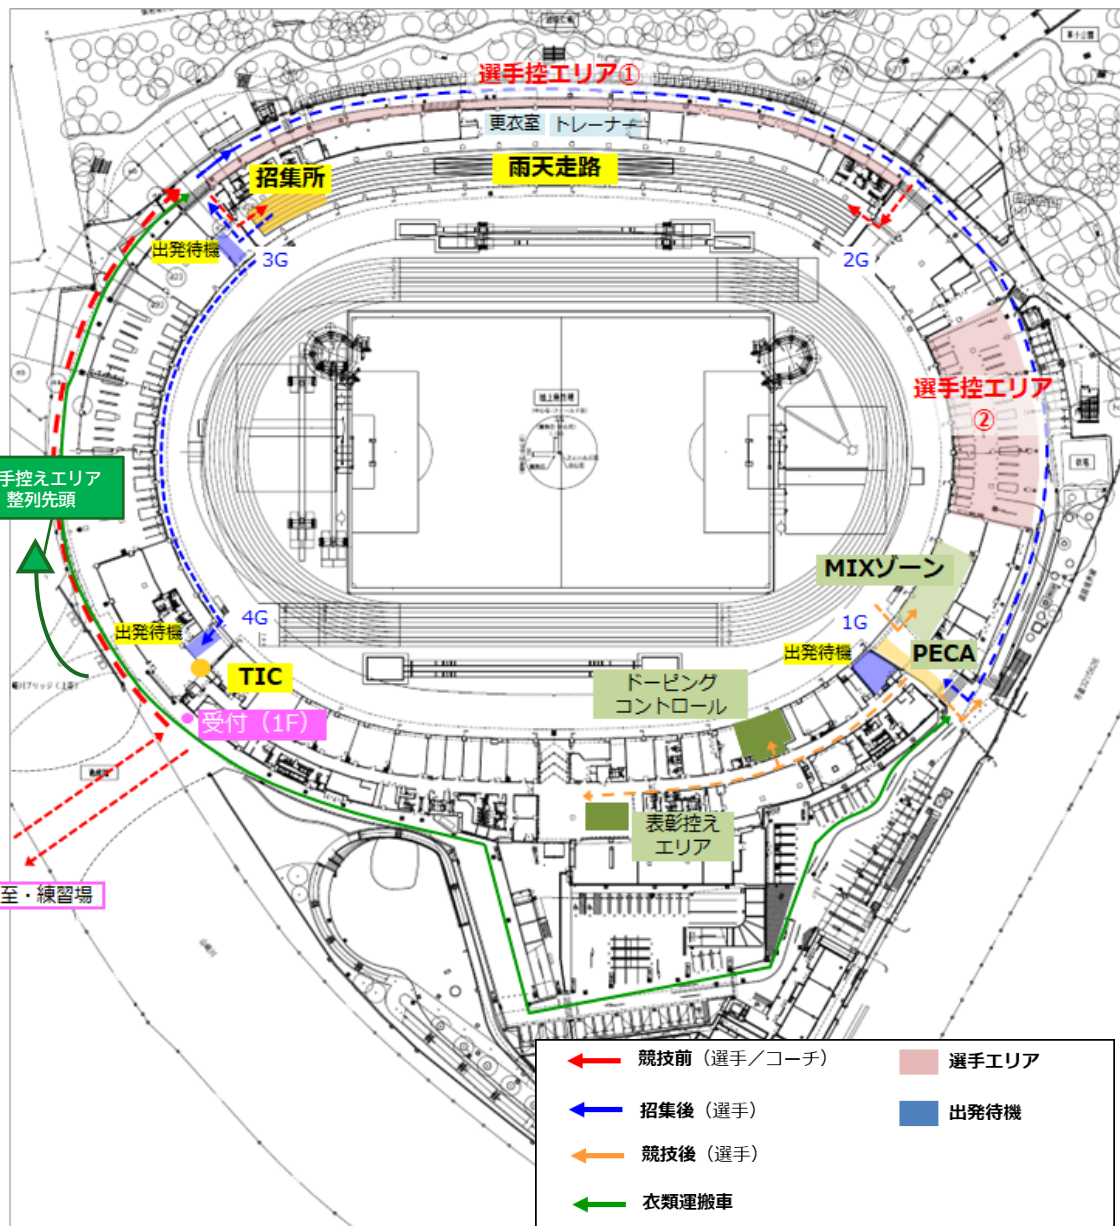 選手控エリア①
更衣室
トレーナー
招集所
雨天走路
出発待機
3G
2G
選手控エリア
②
手控えエリア
整列先頭
MIXゾーン
出発待機
4G
1G
出発待機
PECA
TIC
ドーピング
コントロール
受付（1F）
表彰控え
エリア
至・練習場
競技前（選手／コーチ）
選手エリア
招集後（選手）
出発待機
競技後（選手）
衣類運搬車